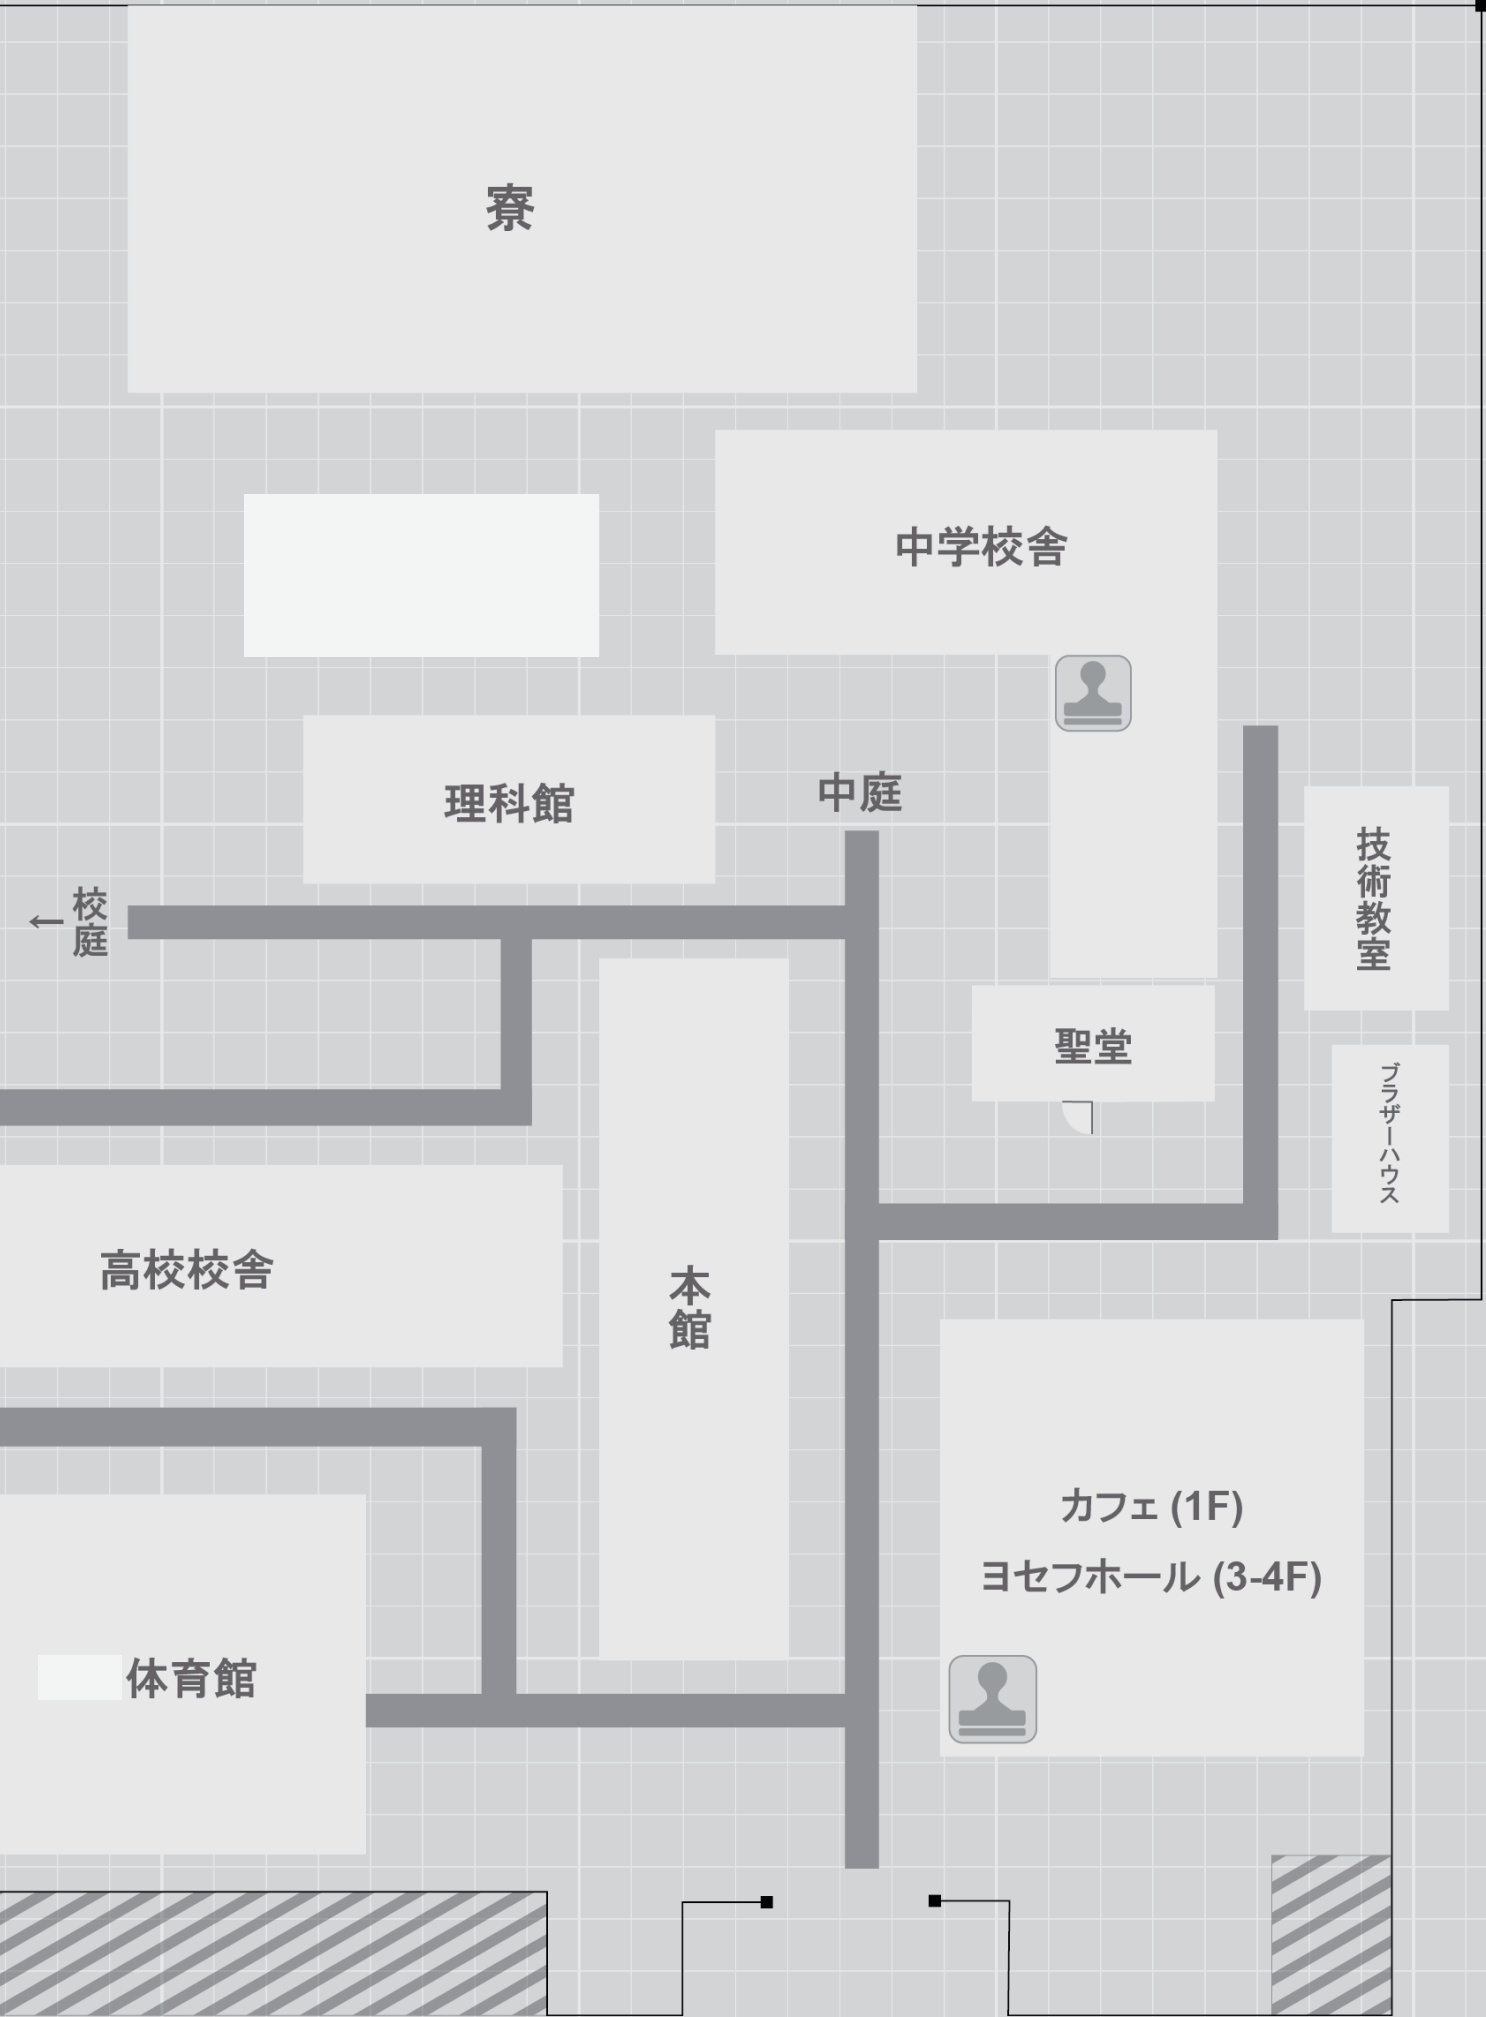 寮
中学校舎
理科館
中庭
←校庭
技術教室
聖堂
ブラザーハウス
高校校舎
本館
カフェ (1F)
ヨセフホール (3-4F)
体育館